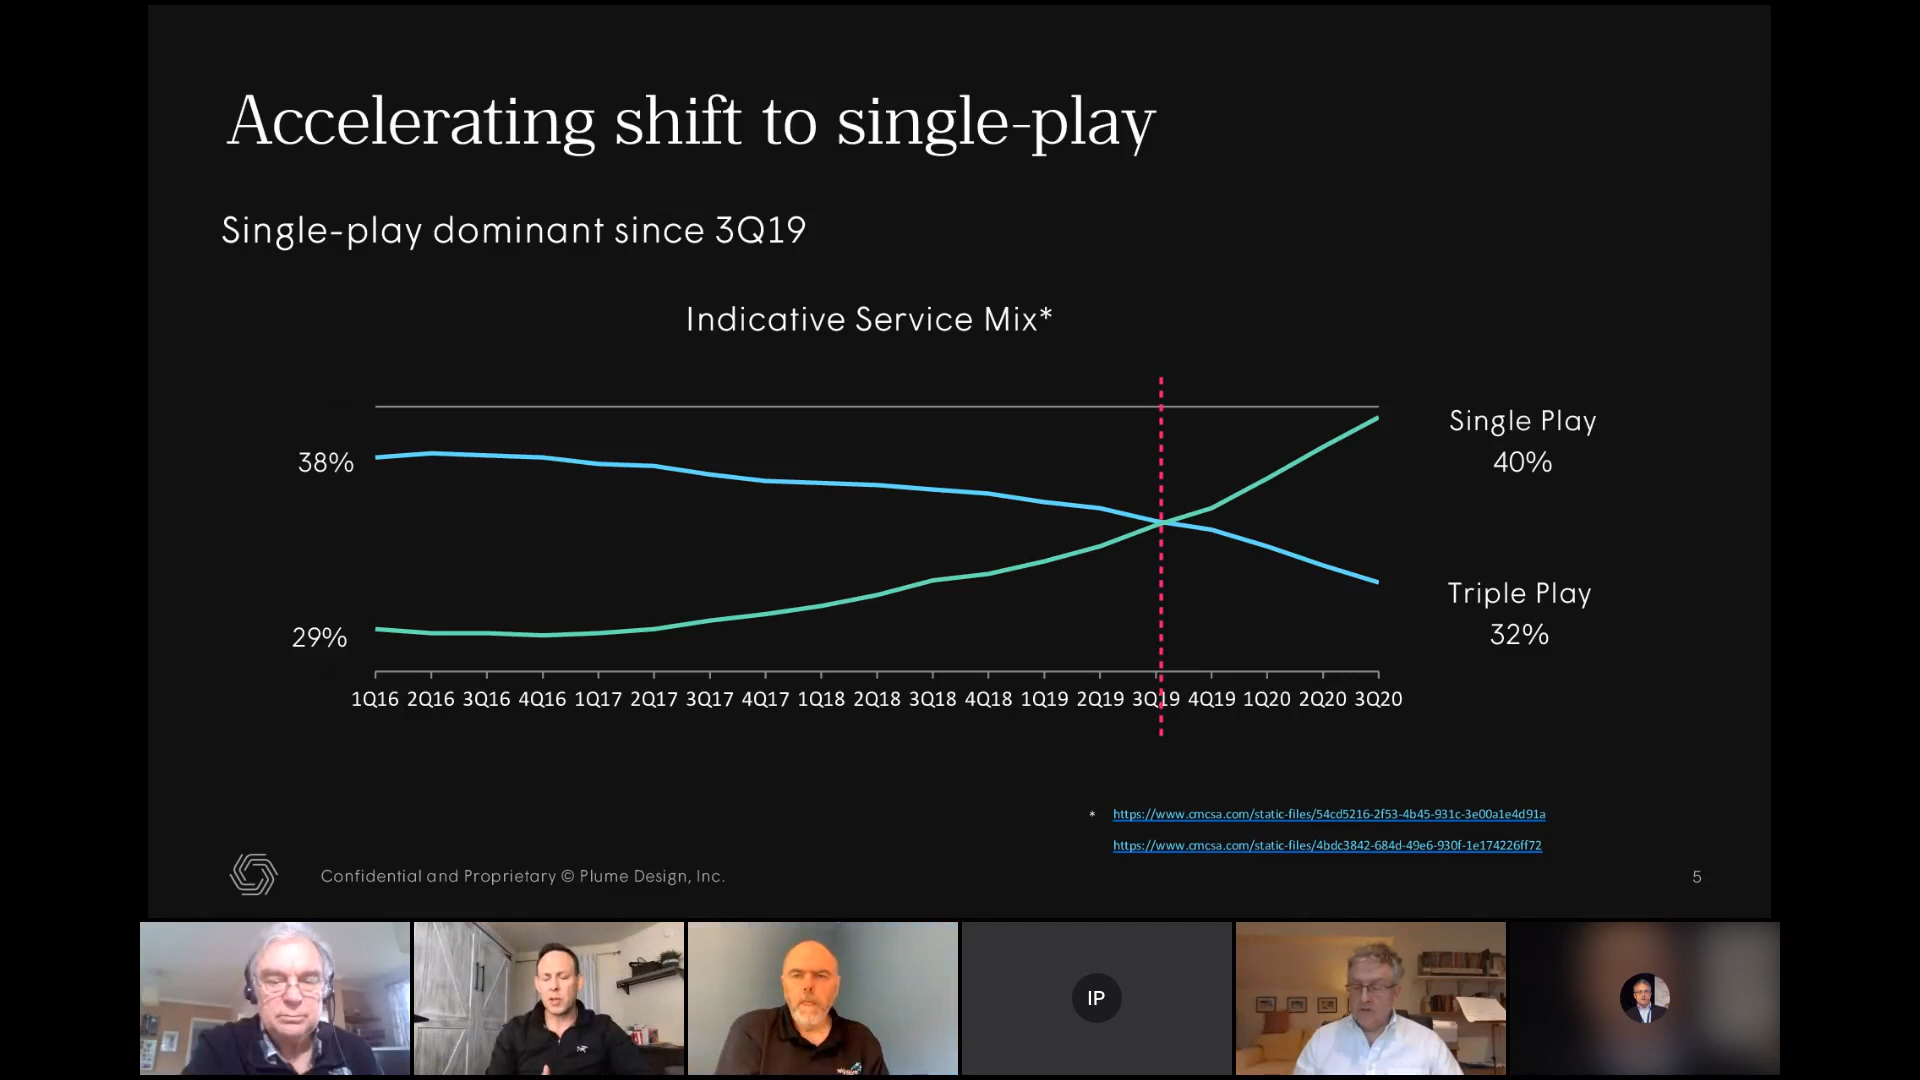 Accelerating shift to single-play
Single-play dominant since 3Q19
Indicative Service Mix*
38%
29%
Single Play
40%
Triple Play
32%
1Q16 2Q16 3Q16 4Q16 1Q17 2Q17 3Q17 4Q17 1Q18 2Q18 3Q18 4Q18 1Q19 2Q19 3Q19 4Q19 1Q20 2Q20 3Q20
* https://www.cmcsa.com/static-files/54cd5216-2f53-4b45-931c-3e00a1e4d91a
https://www.cmcsa.com/static-files/4bdc3842-684d-49e6-930f-1e174226ff72
Confidential and Proprietary © Plume Design, Inc.
5
IP